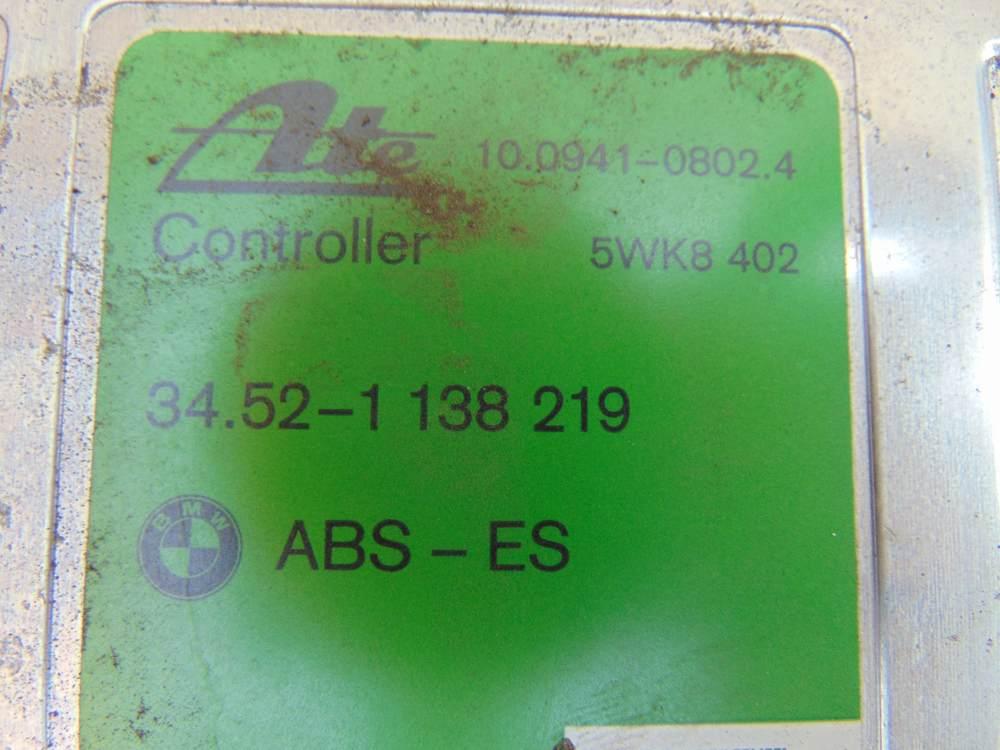 Ate 10.0941-0802.4
Controller 5WK8 402
34.52-1 138 219
BMW ABS - ES